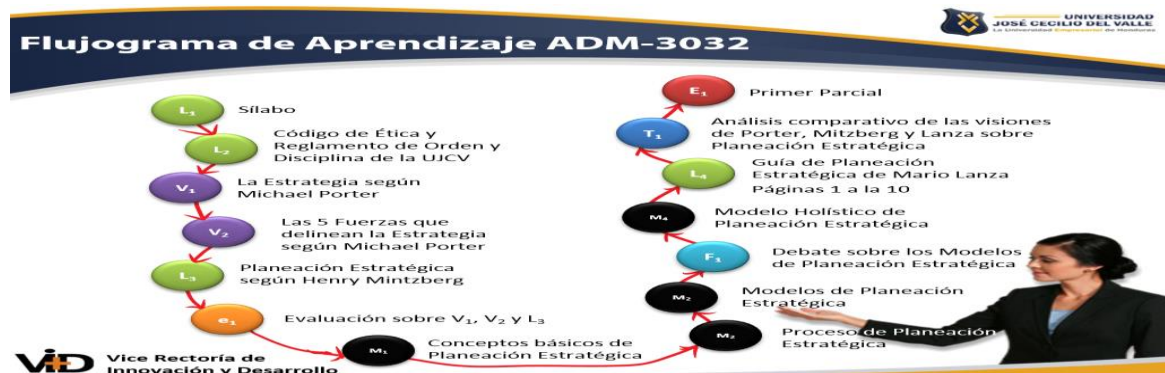 UNIVERSIDAD
JOSÉ CECILIO DEL VALLE
La Universidad Empresarial de Honduras
Flujograma de Aprendizaje ADM-3032
L₁ Sílabo
L₂ Código de Ética y
Reglamento de Orden y
Disciplina de la UJCV
V₁ La Estrategia según
Michael Porter
V₂ Las 5 Fuerzas que
delinean la Estrategia
según Michael Porter
L₃ Planeación Estratégica
según Henry Mintzberg
e₁ Evaluación sobre V₁, V₂ y L₃
M₁ Conceptos básicos de
Planeación Estratégica
M₂ Proceso de Planeación
Estratégica
M₂ Modelos de Planeación
Estratégica
F₁ Debate sobre los Modelos
de Planeación Estratégica
M₄ Modelo Holístico de
Planeación Estratégica
L₄ Guía de Planeación
Estratégica de Mario Lanza
Páginas 1 a la 10
T₁ Análisis comparativo de las visiones
de Porter, Mitzberg y Lanza sobre
Planeación Estratégica
E₁ Primer Parcial
VID Vice Rectoría de
Innovación y Desarrollo